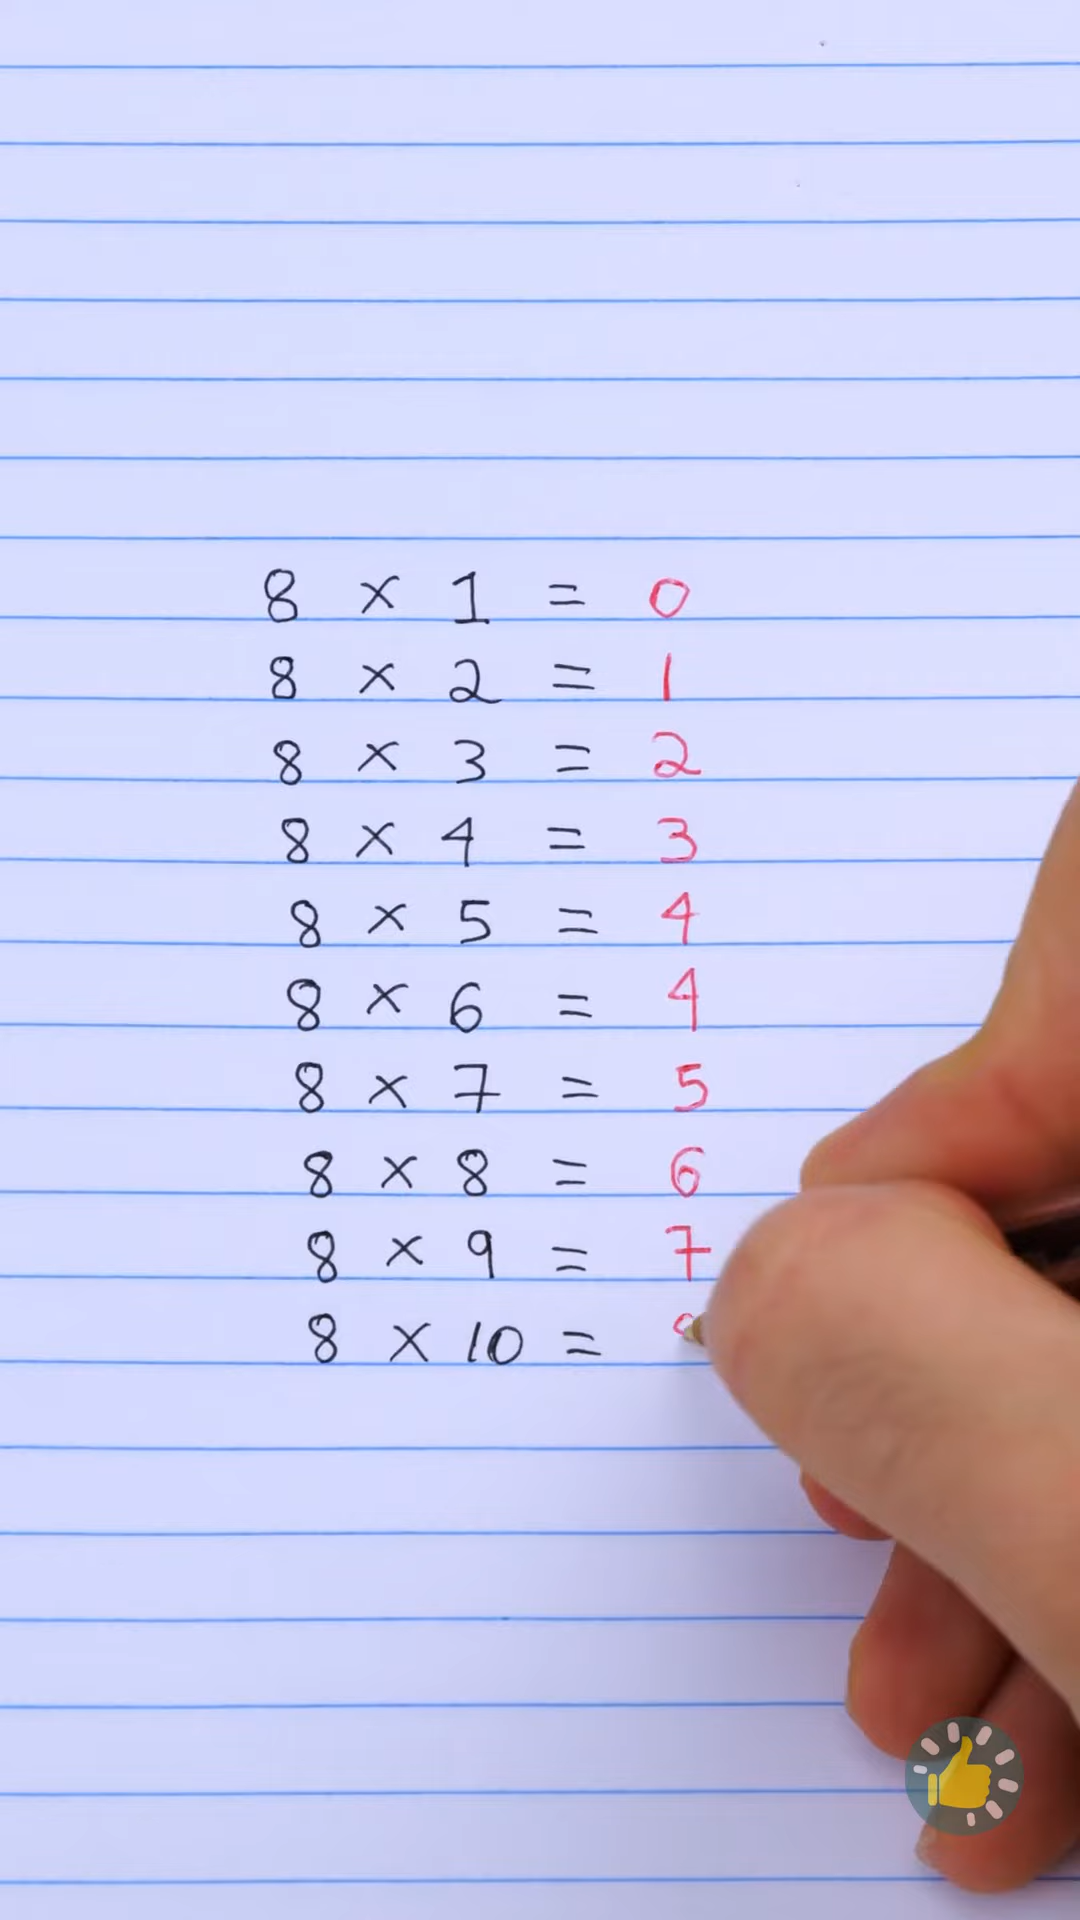 8 × 1 = 0
8 × 2 = 1
8 × 3 = 2
8 × 4 = 3
8 × 5 = 4
8 × 6 = 4
8 × 7 = 5
8 × 8 = 6
8 × 9 = 7
8 × 10 =